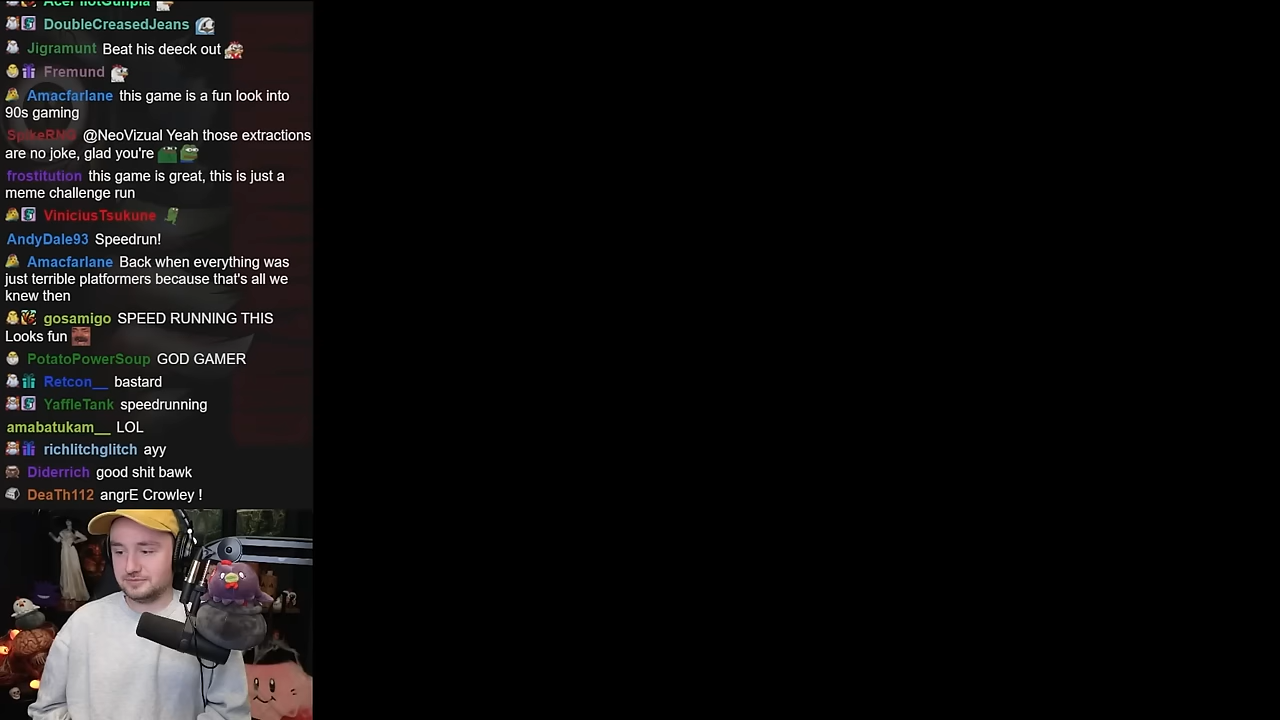 AcePilotGunpla
DoubleCreasedJeans
Jigramunt Beat his deeck out
Fremund
Amacfarlane this game is a fun look into
90s gaming
SpikeRNG @NeoVizual Yeah those extractions
are no joke, glad you're
frostitution this game is great, this is just a
meme challenge run
ViniciusTsukune
AndyDale93 Speedrun!
Amacfarlane Back when everything was
just terrible platformers because that's all we
knew then
gosamigo SPEED RUNNING THIS
Looks fun
PotatoPowerSoup GOD GAMER
Retcon__ bastard
YaffleTank speedrunning
amabatukam__ LOL
richlitchglitch ayy
Diderrich good shit bawk
DeaTh112 angrE Crowley !